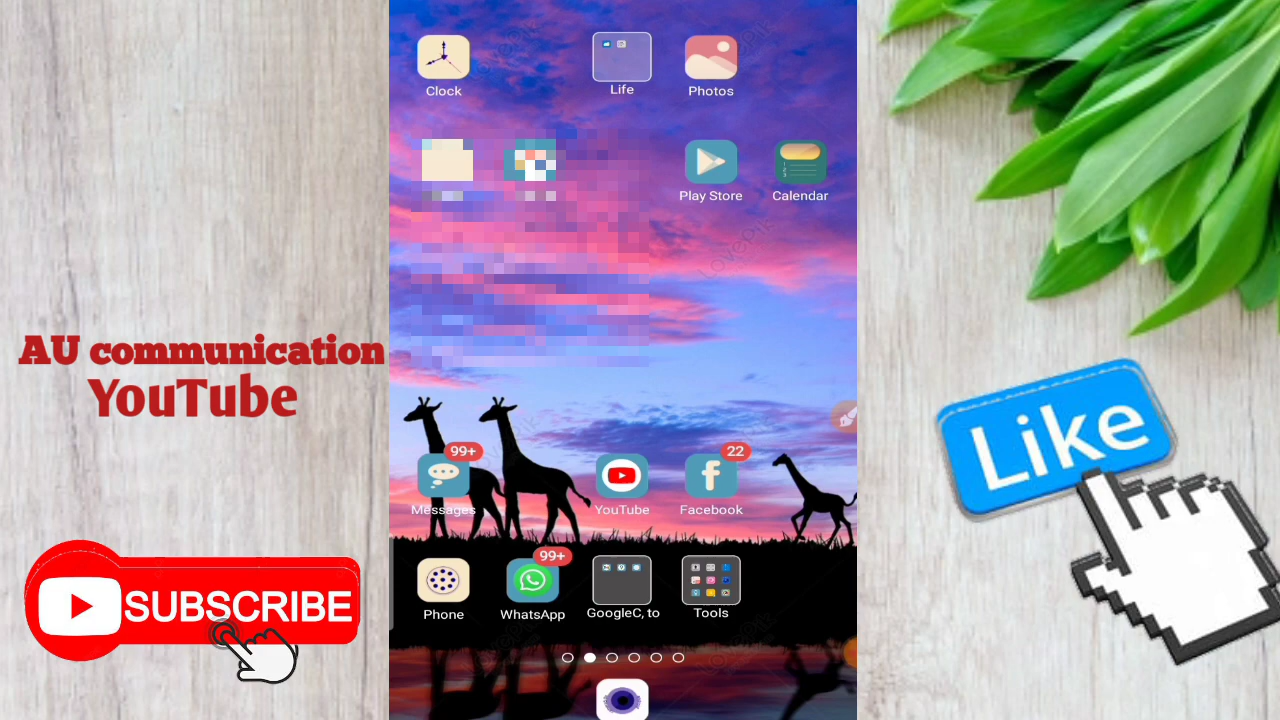 AU communication
YouTube
SUBSCRIBE
Clock
Life
Photos
Play Store
Calendar
99+
22
Messages
YouTube
Facebook
99+
Phone
WhatsApp
GoogleC, to
Tools
Like